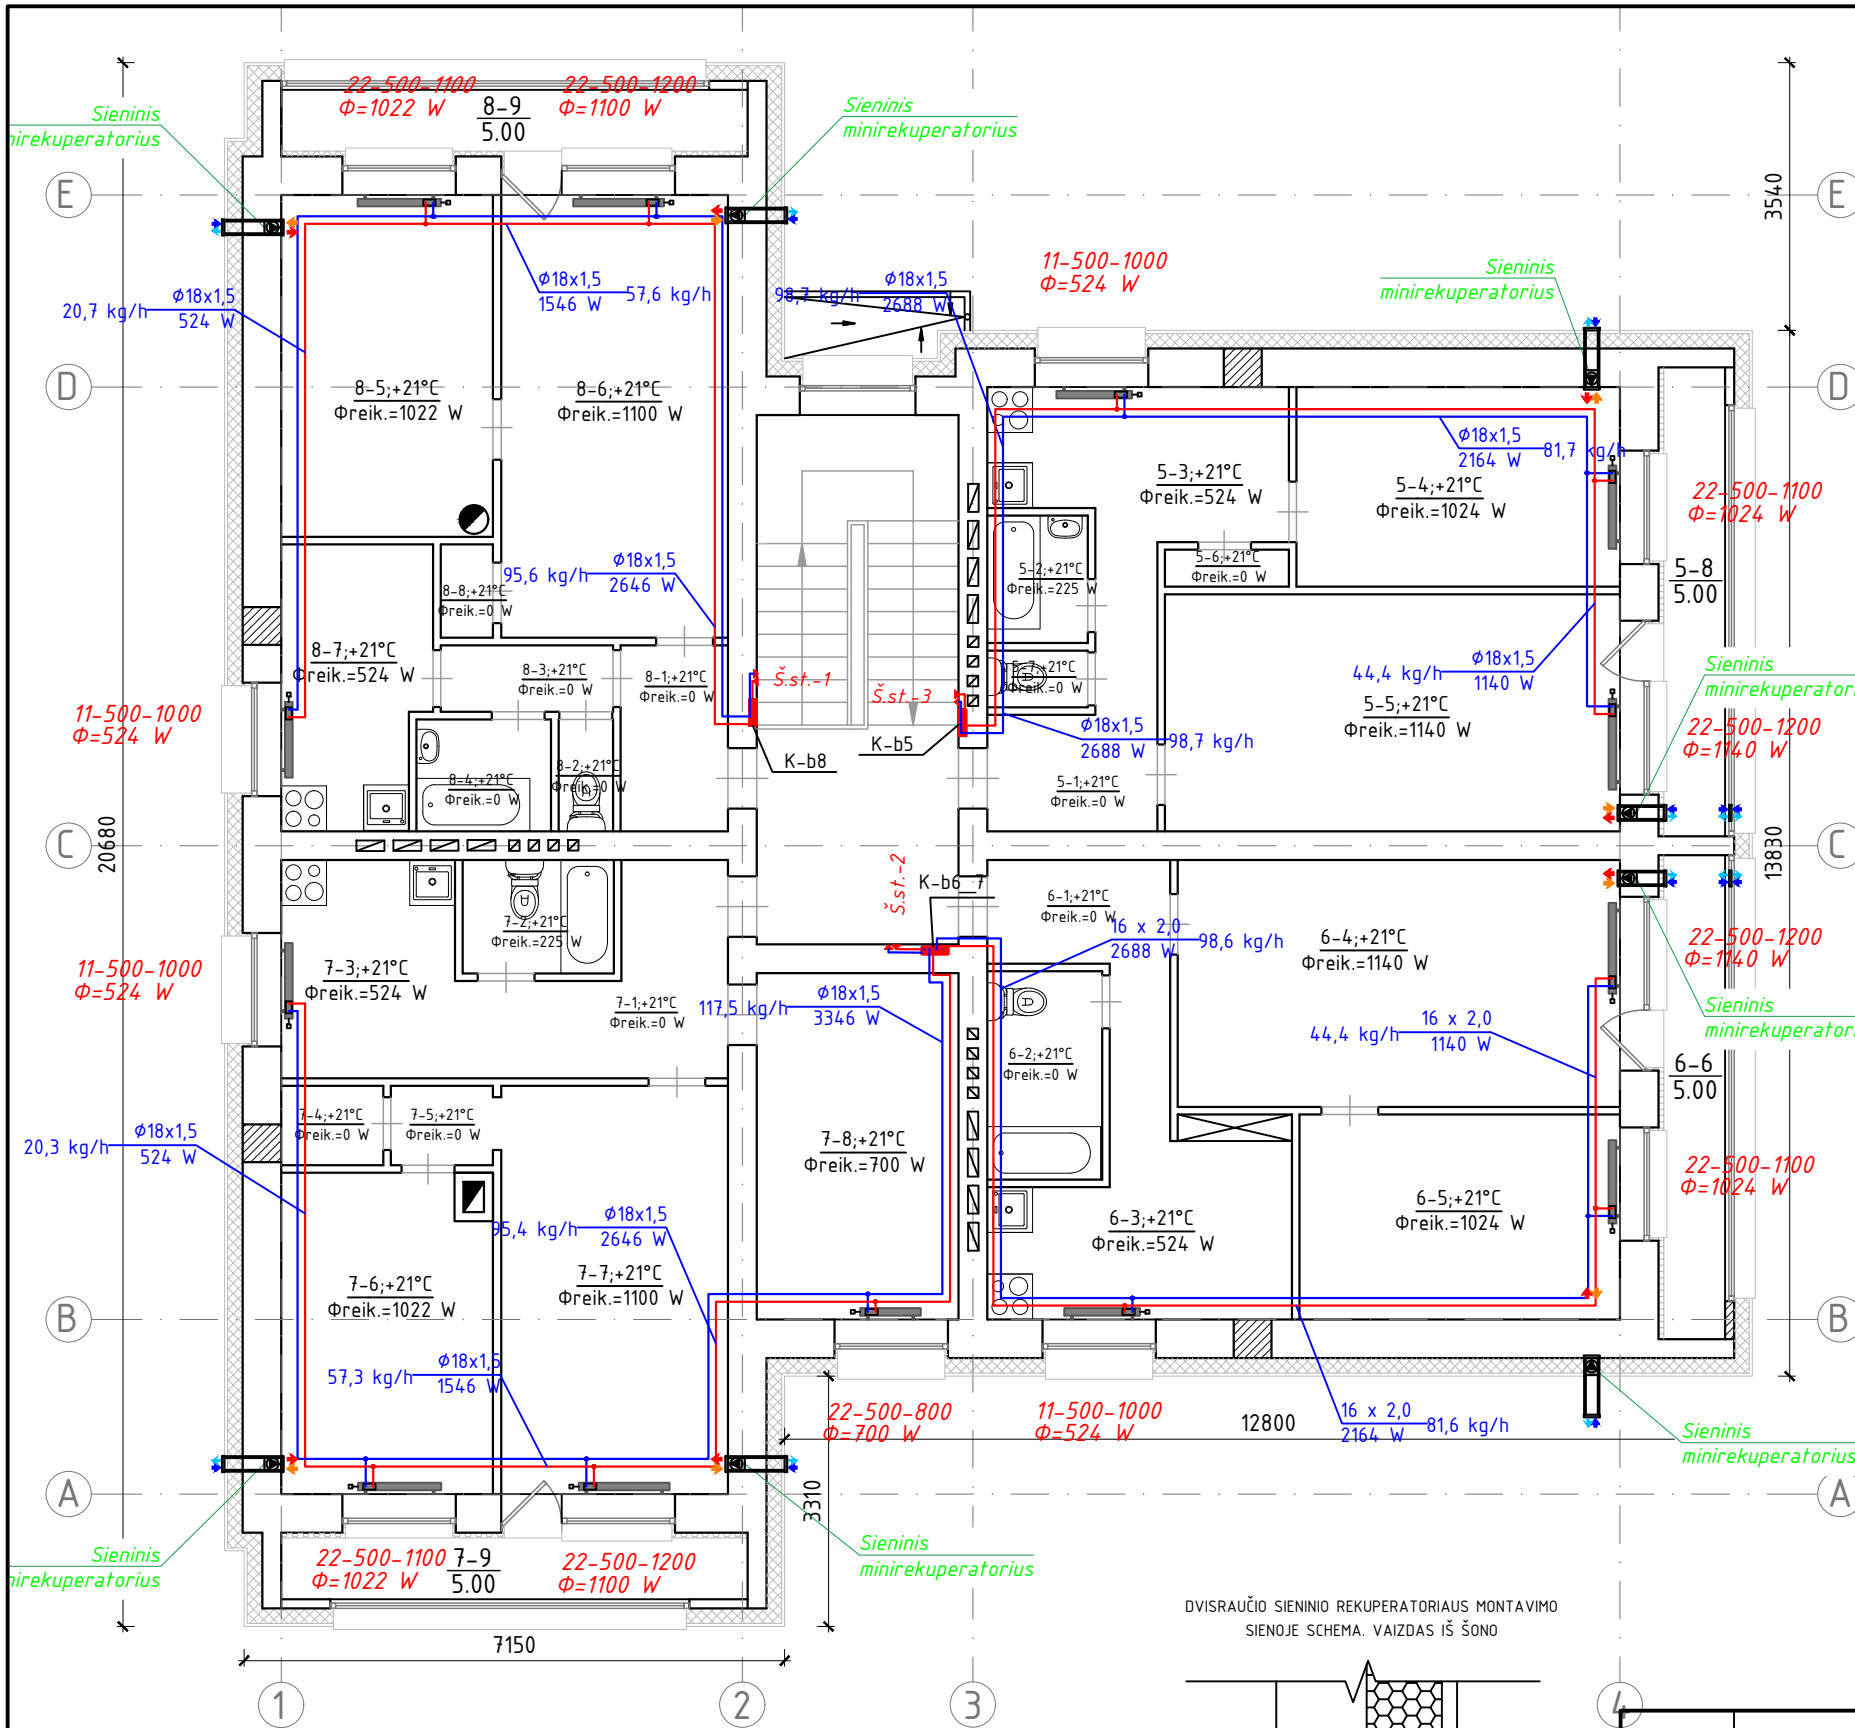 22-500-1100
Φ=1022 W
8-9
5.00
22-500-1200
Φ=1100 W
Sieninis
minirekuperatorius
Sieninis
minirekuperatorius
E
E
3540
20,7 kg/h
Φ18x1,5
524 W
Φ18x1,5
1546 W
57,6 kg/h
98,7 kg/h
Φ18x1,5
2688 W
11-500-1000
Φ=524 W
Sieninis
minirekuperatorius
D
D
8-5;+21°C
Φreik.=1022 W
8-6;+21°C
Φreik.=1100 W
Φ18x1,5
2164 W
81,7 kg/h
5-3;+21°C
Φreik.=524 W
5-4;+21°C
Φreik.=1024 W
22-500-1100
Φ=1024 W
95,6 kg/h
Φ18x1,5
2646 W
8-8;+21°C
Φreik.=0 W
5-2;+21°C
Φreik.=225 W
5-6;+21°C
Φreik.=0 W
5-8
5.00
8-7;+21°C
Φreik.=524 W
8-3;+21°C
Φreik.=0 W
8-1;+21°C
Φreik.=0 W
Š.st.-1
Š.st.-3
5-7;+21°C
Φreik.=0 W
44,4 kg/h
Φ18x1,5
1140 W
Sieninis
minirekuperatorius
11-500-1000
Φ=524 W
5-5;+21°C
Φreik.=1140 W
22-500-1200
Φ=1140 W
Φ18x1,5
2688 W
98,7 kg/h
K-b8
K-b5
8-4;+21°C
Φreik.=0 W
8-2;+21°C
Φreik.=0 W
5-1;+21°C
Φreik.=0 W
C
C
20680
13830
Š.st.-2
K-b6_7
7-2;+21°C
Φreik.=225 W
6-1;+21°C
Φreik.=0 W
16 x 2,0
2688 W
98,6 kg/h
6-4;+21°C
Φreik.=1140 W
22-500-1200
Φ=1140 W
11-500-1000
Φ=524 W
7-3;+21°C
Φreik.=524 W
7-1;+21°C
Φreik.=0 W
117,5 kg/h
Φ18x1,5
3346 W
44,4 kg/h
16 x 2,0
1140 W
Sieninis
minirekuperatorius
6-2;+21°C
Φreik.=0 W
6-6
5.00
7-4;+21°C
Φreik.=0 W
7-5;+21°C
Φreik.=0 W
20,3 kg/h
Φ18x1,5
524 W
7-8;+21°C
Φreik.=700 W
22-500-1100
Φ=1024 W
95,4 kg/h
Φ18x1,5
2646 W
6-3;+21°C
Φreik.=524 W
6-5;+21°C
Φreik.=1024 W
7-6;+21°C
Φreik.=1022 W
7-7;+21°C
Φreik.=1100 W
B
B
57,3 kg/h
Φ18x1,5
1546 W
22-500-800
Φ=700 W
11-500-1000
Φ=524 W
12800
16 x 2,0
2164 W
81,6 kg/h
Sieninis
minirekuperatorius
A
A
3310
Sieninis
minirekuperatorius
22-500-1100
Φ=1022 W
7-9
5.00
22-500-1200
Φ=1100 W
Sieninis
minirekuperatorius
7150
DVISRAUČIO SIENINIO REKUPERATORIAUS MONTAVIMO
SIENOJE SCHEMA. VAIZDAS IŠ ŠONO
1
2
3
4